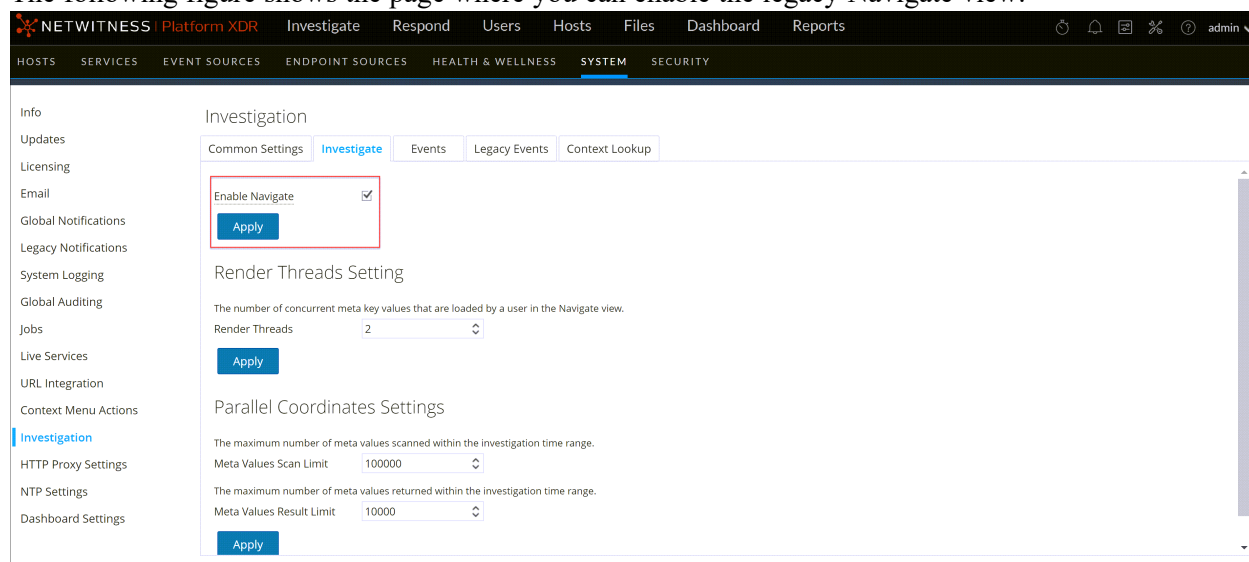 The following figure shows the page where you can enable the legacy Navigate view.
NETWITNESS | Platform XDR Investigate Respond Users Hosts Files Dashboard Reports admin
HOSTS SERVICES EVENT SOURCES ENDPOINT SOURCES HEALTH & WELLNESS SYSTEM SECURITY
Info
Updates
Licensing
Email
Global Notifications
Legacy Notifications
System Logging
Global Auditing
Jobs
Live Services
URL Integration
Context Menu Actions
Investigation
HTTP Proxy Settings
NTP Settings
Dashboard Settings
Investigation
Common Settings Investigate Events Legacy Events Context Lookup
Enable Navigate
Apply
Render Threads Setting
The number of concurrent meta key values that are loaded by a user in the Navigate view.
Render Threads 2
Apply
Parallel Coordinates Settings
The maximum number of meta values scanned within the investigation time range.
Meta Values Scan Limit 100000
The maximum number of meta values returned within the investigation time range.
Meta Values Result Limit 10000
Apply